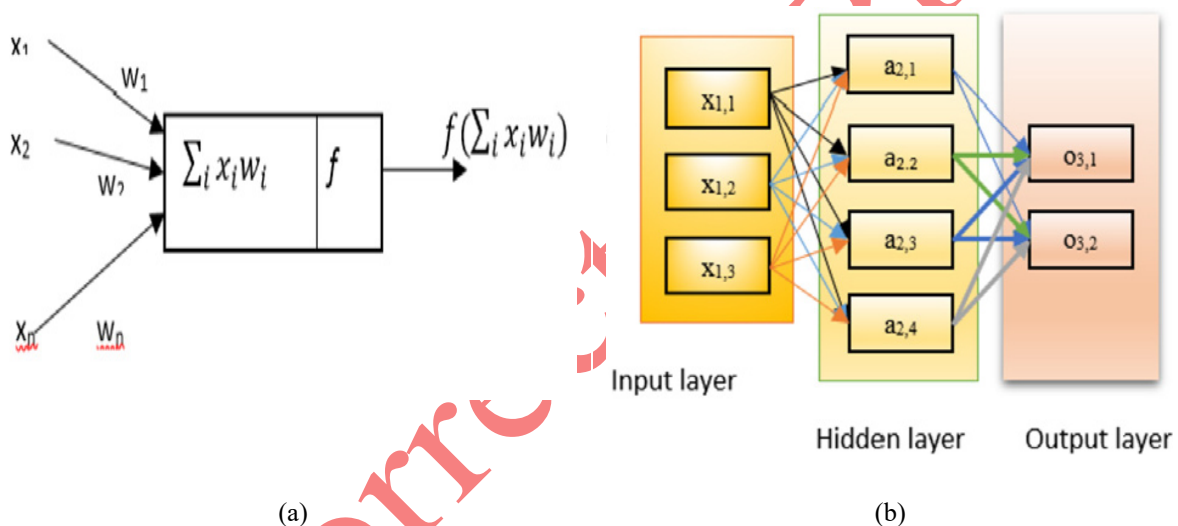 x₁
w₁
x₂
w₂
xₙ
wₙ
∑ᵢ xᵢwᵢ
f
f(∑ᵢ xᵢwᵢ)
(a)
x₁,₁
x₁,₂
x₁,₃
Input layer
a₂,₁
a₂.₂
a₂,₃
a₂,₄
Hidden layer
o₃,₁
o₃,₂
Output layer
(b)